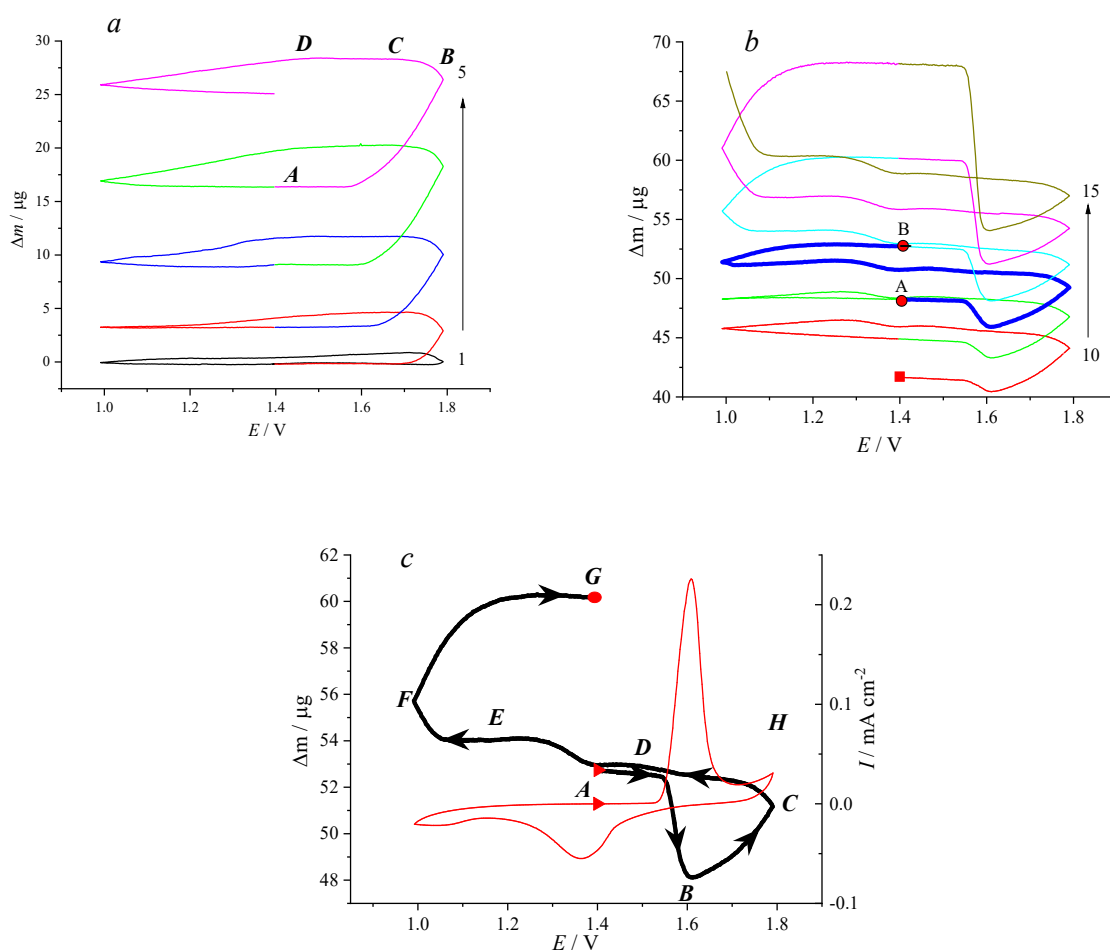 a
D
C
B
5
A
1
30
25
20
15
10
5
0
Δm / μg
1.0
1.2
1.4
1.6
1.8
E / V
b
70
65
60
55
50
45
40
Δm / μg
B
A
15
10
1.0
1.2
1.4
1.6
1.8
E / V
c
62
60
58
56
54
52
50
48
Δm / μg
G
F
E
D
A
H
C
B
0.2
0.1
0.0
-0.1
I / mA cm⁻²
1.0
1.2
1.4
1.6
1.8
E / V